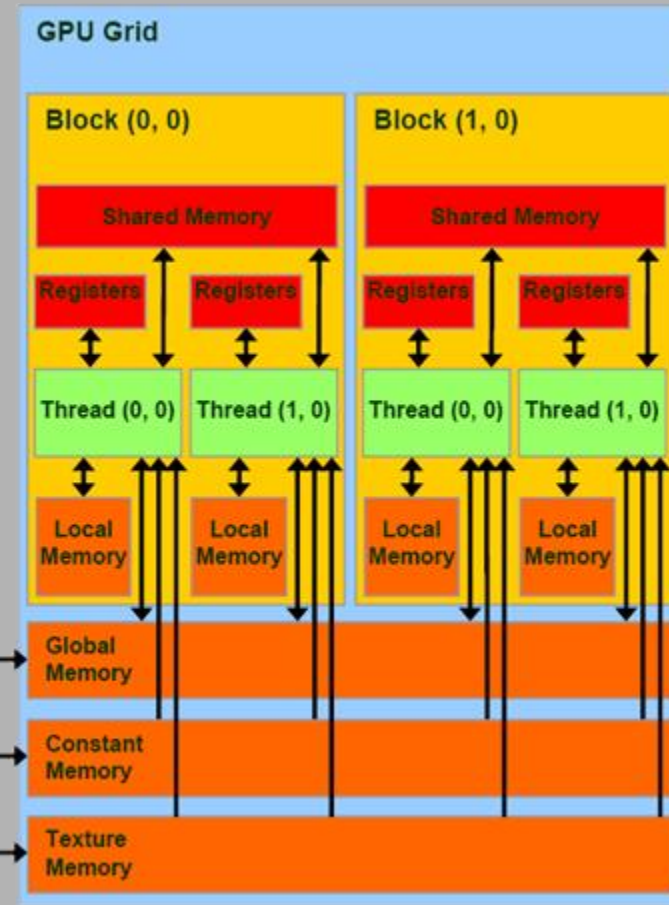 GPU Grid
Block (0, 0)
Block (1, 0)
Shared Memory
Shared Memory
Registers
Registers
Registers
Registers
Thread (0, 0)
Thread (1, 0)
Thread (0, 0)
Thread (1, 0)
Local
Memory
Local
Memory
Local
Memory
Local
Memory
Global
Memory
Constant
Memory
Texture
Memory